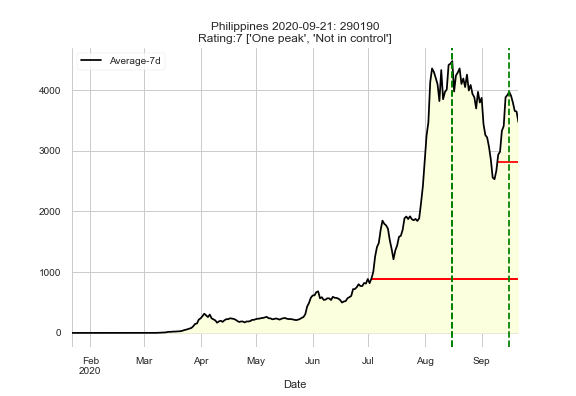 Philippines 2020-09-21: 290190
Rating:7 ['One peak', 'Not in control']
Average-7d
4000
3000
2000
1000
0
Feb Mar Apr May Jun Jul Aug Sep
2020
Date